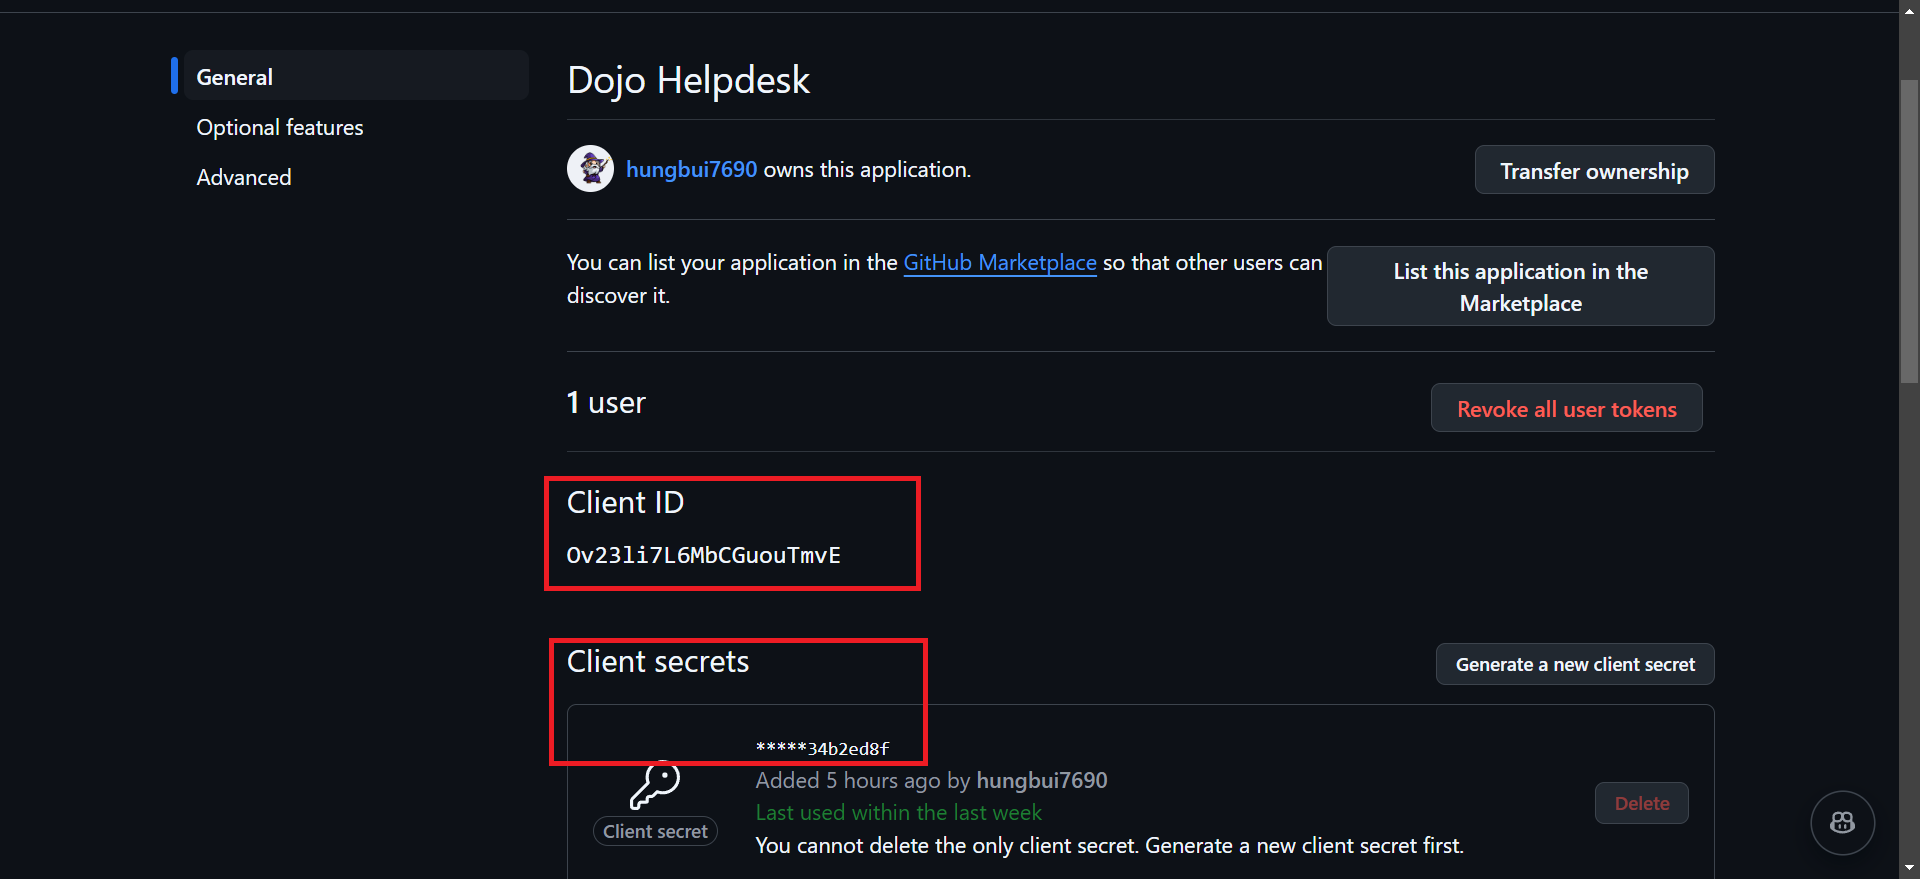 General
Optional features
Advanced
Dojo Helpdesk
hungbui7690 owns this application.
Transfer ownership
You can list your application in the GitHub Marketplace so that other users can
discover it.
List this application in the
Marketplace
1 user
Revoke all user tokens
Client ID
Ov23li7L6MbCGuouTmvE
Client secrets
Generate a new client secret
*****34b2ed8f
Added 5 hours ago by hungbui7690
Last used within the last week
You cannot delete the only client secret. Generate a new client secret first.
Client secret
Delete